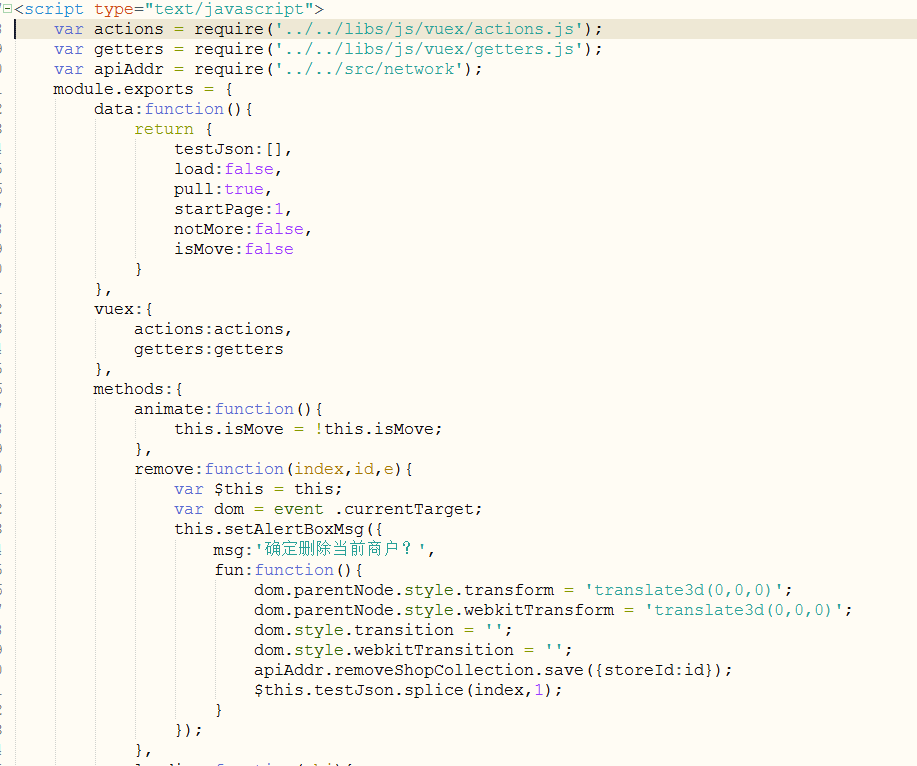 <script type="text/javascript">
var actions = require('../../libs/js/vuex/actions.js');
var getters = require('../../libs/js/vuex/getters.js');
var apiAddr = require('../../src/network');
module.exports = {
data:function(){
return {
testJson:[],
load:false,
pull:true,
startPage:1,
notMore:false,
isMove:false
}
},
vuex:{
actions:actions,
getters:getters
},
methods:{
animate:function(){
this.isMove = !this.isMove;
},
remove:function(index,id,e){
var $this = this;
var dom = event .currentTarget;
this.setAlertBoxMsg({
msg:'确定删除当前商户？',
fun:function(){
dom.parentNode.style.transform = 'translate3d(0,0,0)';
dom.parentNode.style.webkitTransform = 'translate3d(0,0,0)';
dom.style.transition = '';
dom.style.webkitTransition = '';
apiAddr.removeShopCollection.save({storeId:id});
$this.testJson.splice(index,1);
}
});
},